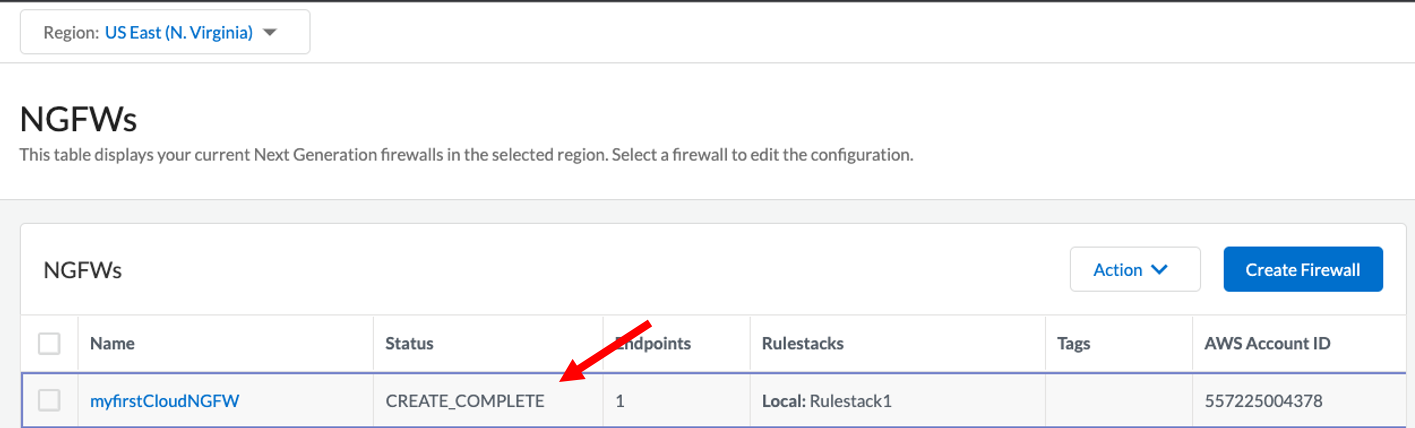 Region: US East (N. Virginia)
NGFWs
This table displays your current Next Generation firewalls in the selected region. Select a firewall to edit the configuration.
NGFWs Action Create Firewall
Name Status Endpoints Rulestacks Tags AWS Account ID
myfirstCloudNGFW CREATE_COMPLETE 1 Local: Rulestack1 557225004378